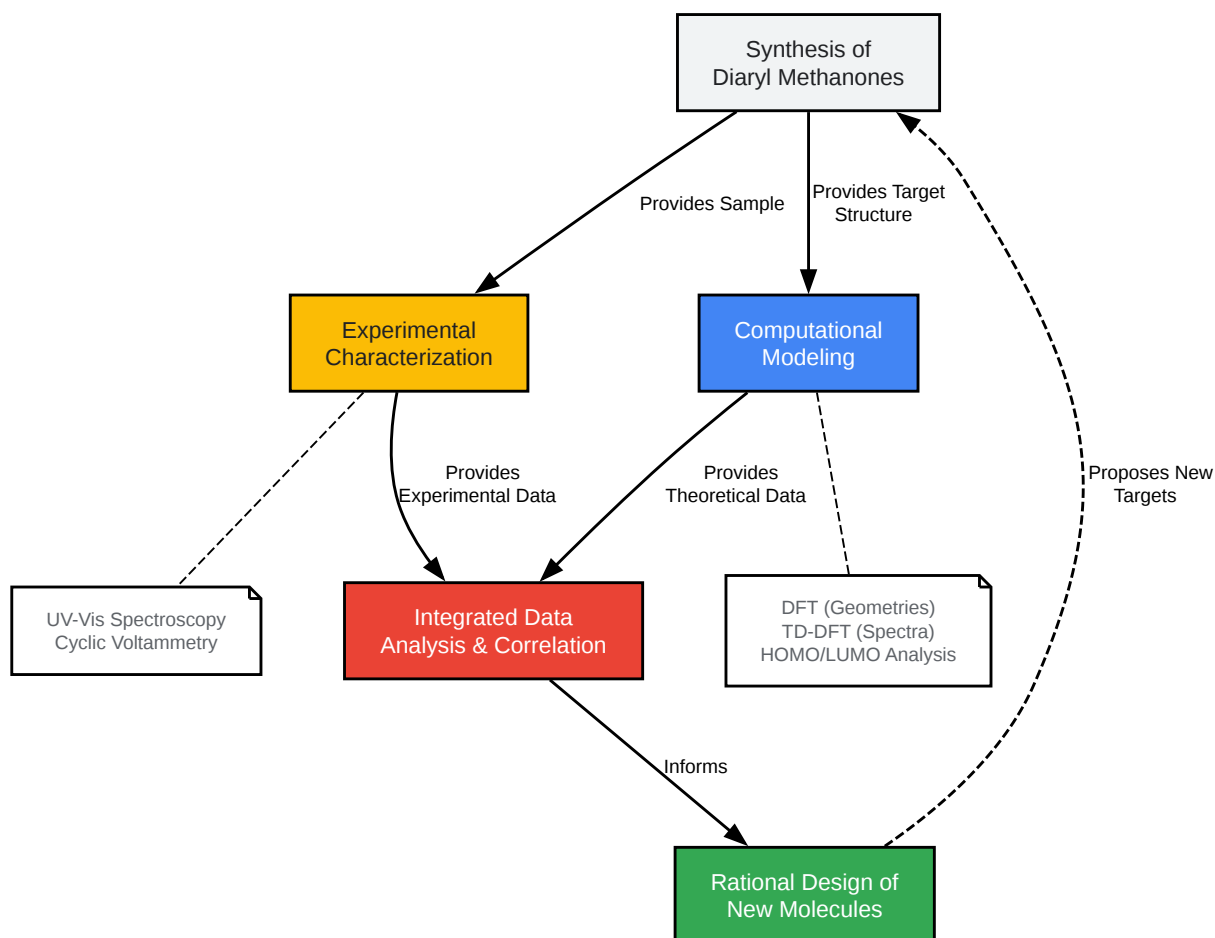 Synthesis of
Diaryl Methanones
Provides Sample
Provides Target
Structure
Experimental
Characterization
Computational
Modeling
Provides
Experimental Data
Provides
Theoretical Data
Proposes New
Targets
UV-Vis Spectroscopy
Cyclic Voltammetry
Integrated Data
Analysis & Correlation
DFT (Geometries)
TD-DFT (Spectra)
HOMO/LUMO Analysis
Informs
Rational Design of
New Molecules